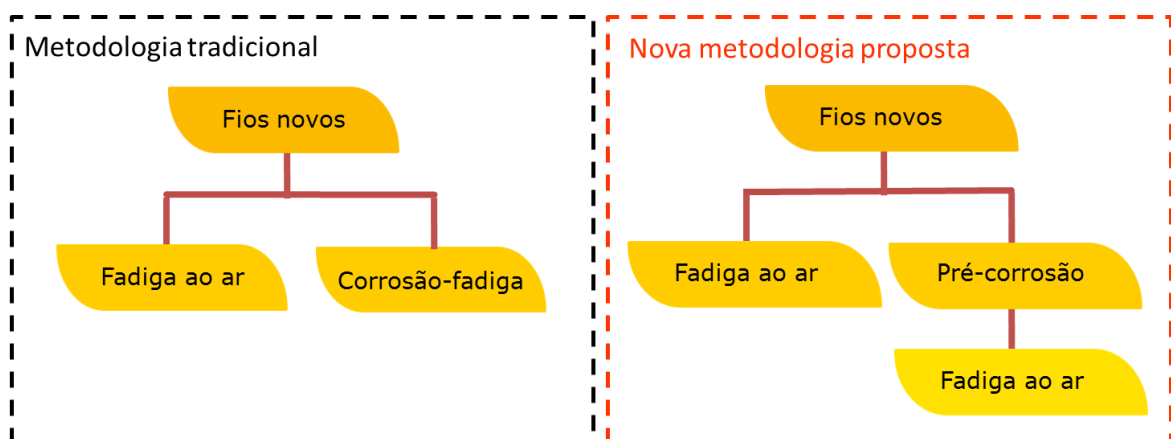 Metodologia tradicional
Fios novos
Fadiga ao ar
Corrosão-fadiga
Nova metodologia proposta
Fios novos
Fadiga ao ar
Pré-corrosão
Fadiga ao ar